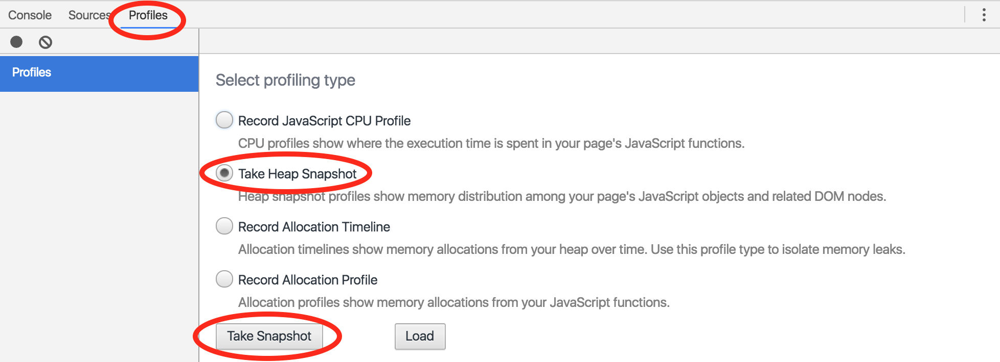 Console Sources Profiles
Profiles
Select profiling type
Record JavaScript CPU Profile
CPU profiles show where the execution time is spent in your page's JavaScript functions.
Take Heap Snapshot
Heap snapshot profiles show memory distribution among your page's JavaScript objects and related DOM nodes.
Record Allocation Timeline
Allocation timelines show memory allocations from your heap over time. Use this profile type to isolate memory leaks.
Record Allocation Profile
Allocation profiles show memory allocations from your JavaScript functions.
Take Snapshot Load